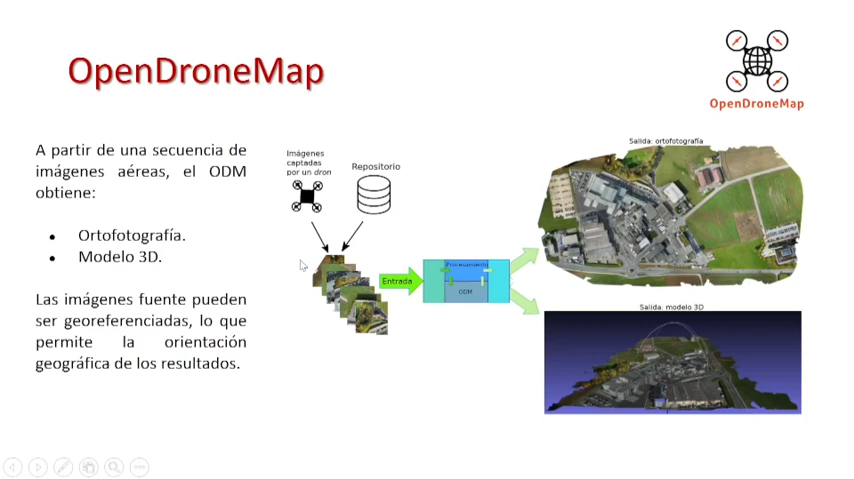 OpenDroneMap
OpenDroneMap
A partir de una secuencia de
imágenes aéreas, el ODM
obtiene:
• Ortofotografía.
• Modelo 3D.
Las imágenes fuente pueden
ser georeferenciadas, lo que
permite la orientación
geográfica de los resultados.
Imágenes
captadas
por un dron
Repositorio
Entrada
Procesamiento
ODM
Salida: ortofotografía
Salida: modelo 3D